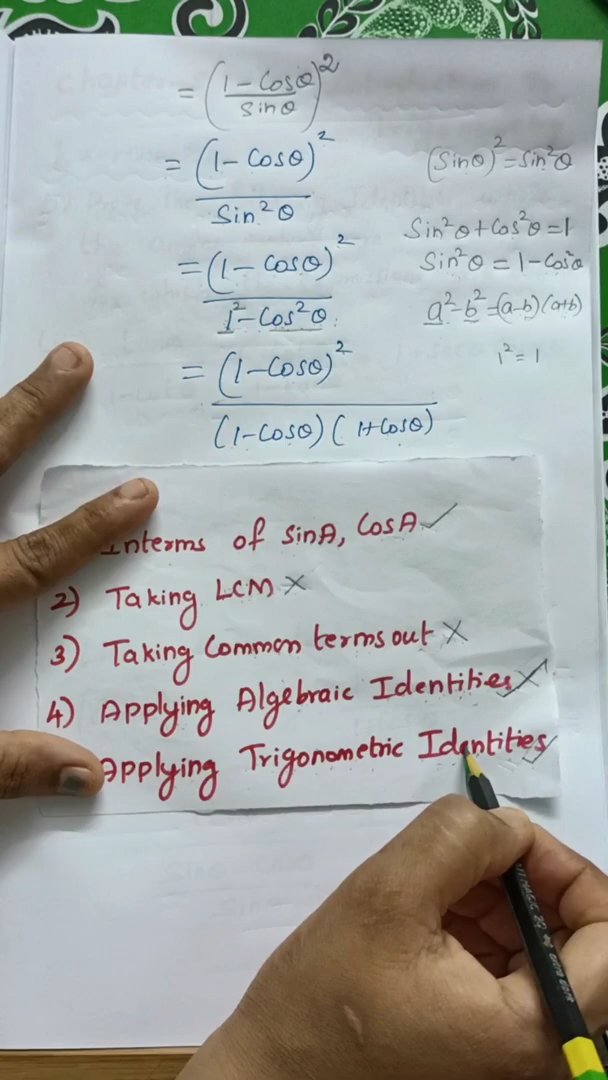 = (1 - Cosθ / Sinθ)²
= (1 - Cosθ)² / Sin²θ
(Sinθ)² = Sin²θ
Sin²θ + Cos²θ = 1
Sin²θ = 1 - Cos²θ
= (1 - Cosθ)² / 1² - Cos²θ
a² - b² = (a-b) (a+b)
1² = 1
= (1 - Cosθ)² / (1 - Cosθ) (1 + Cosθ)
Interms of SinA, CosA ✓
2) Taking LCM ×
3) Taking Common terms out ×
4) Applying Algebraic Identities ×
Applying Trigonometric Identities ✓